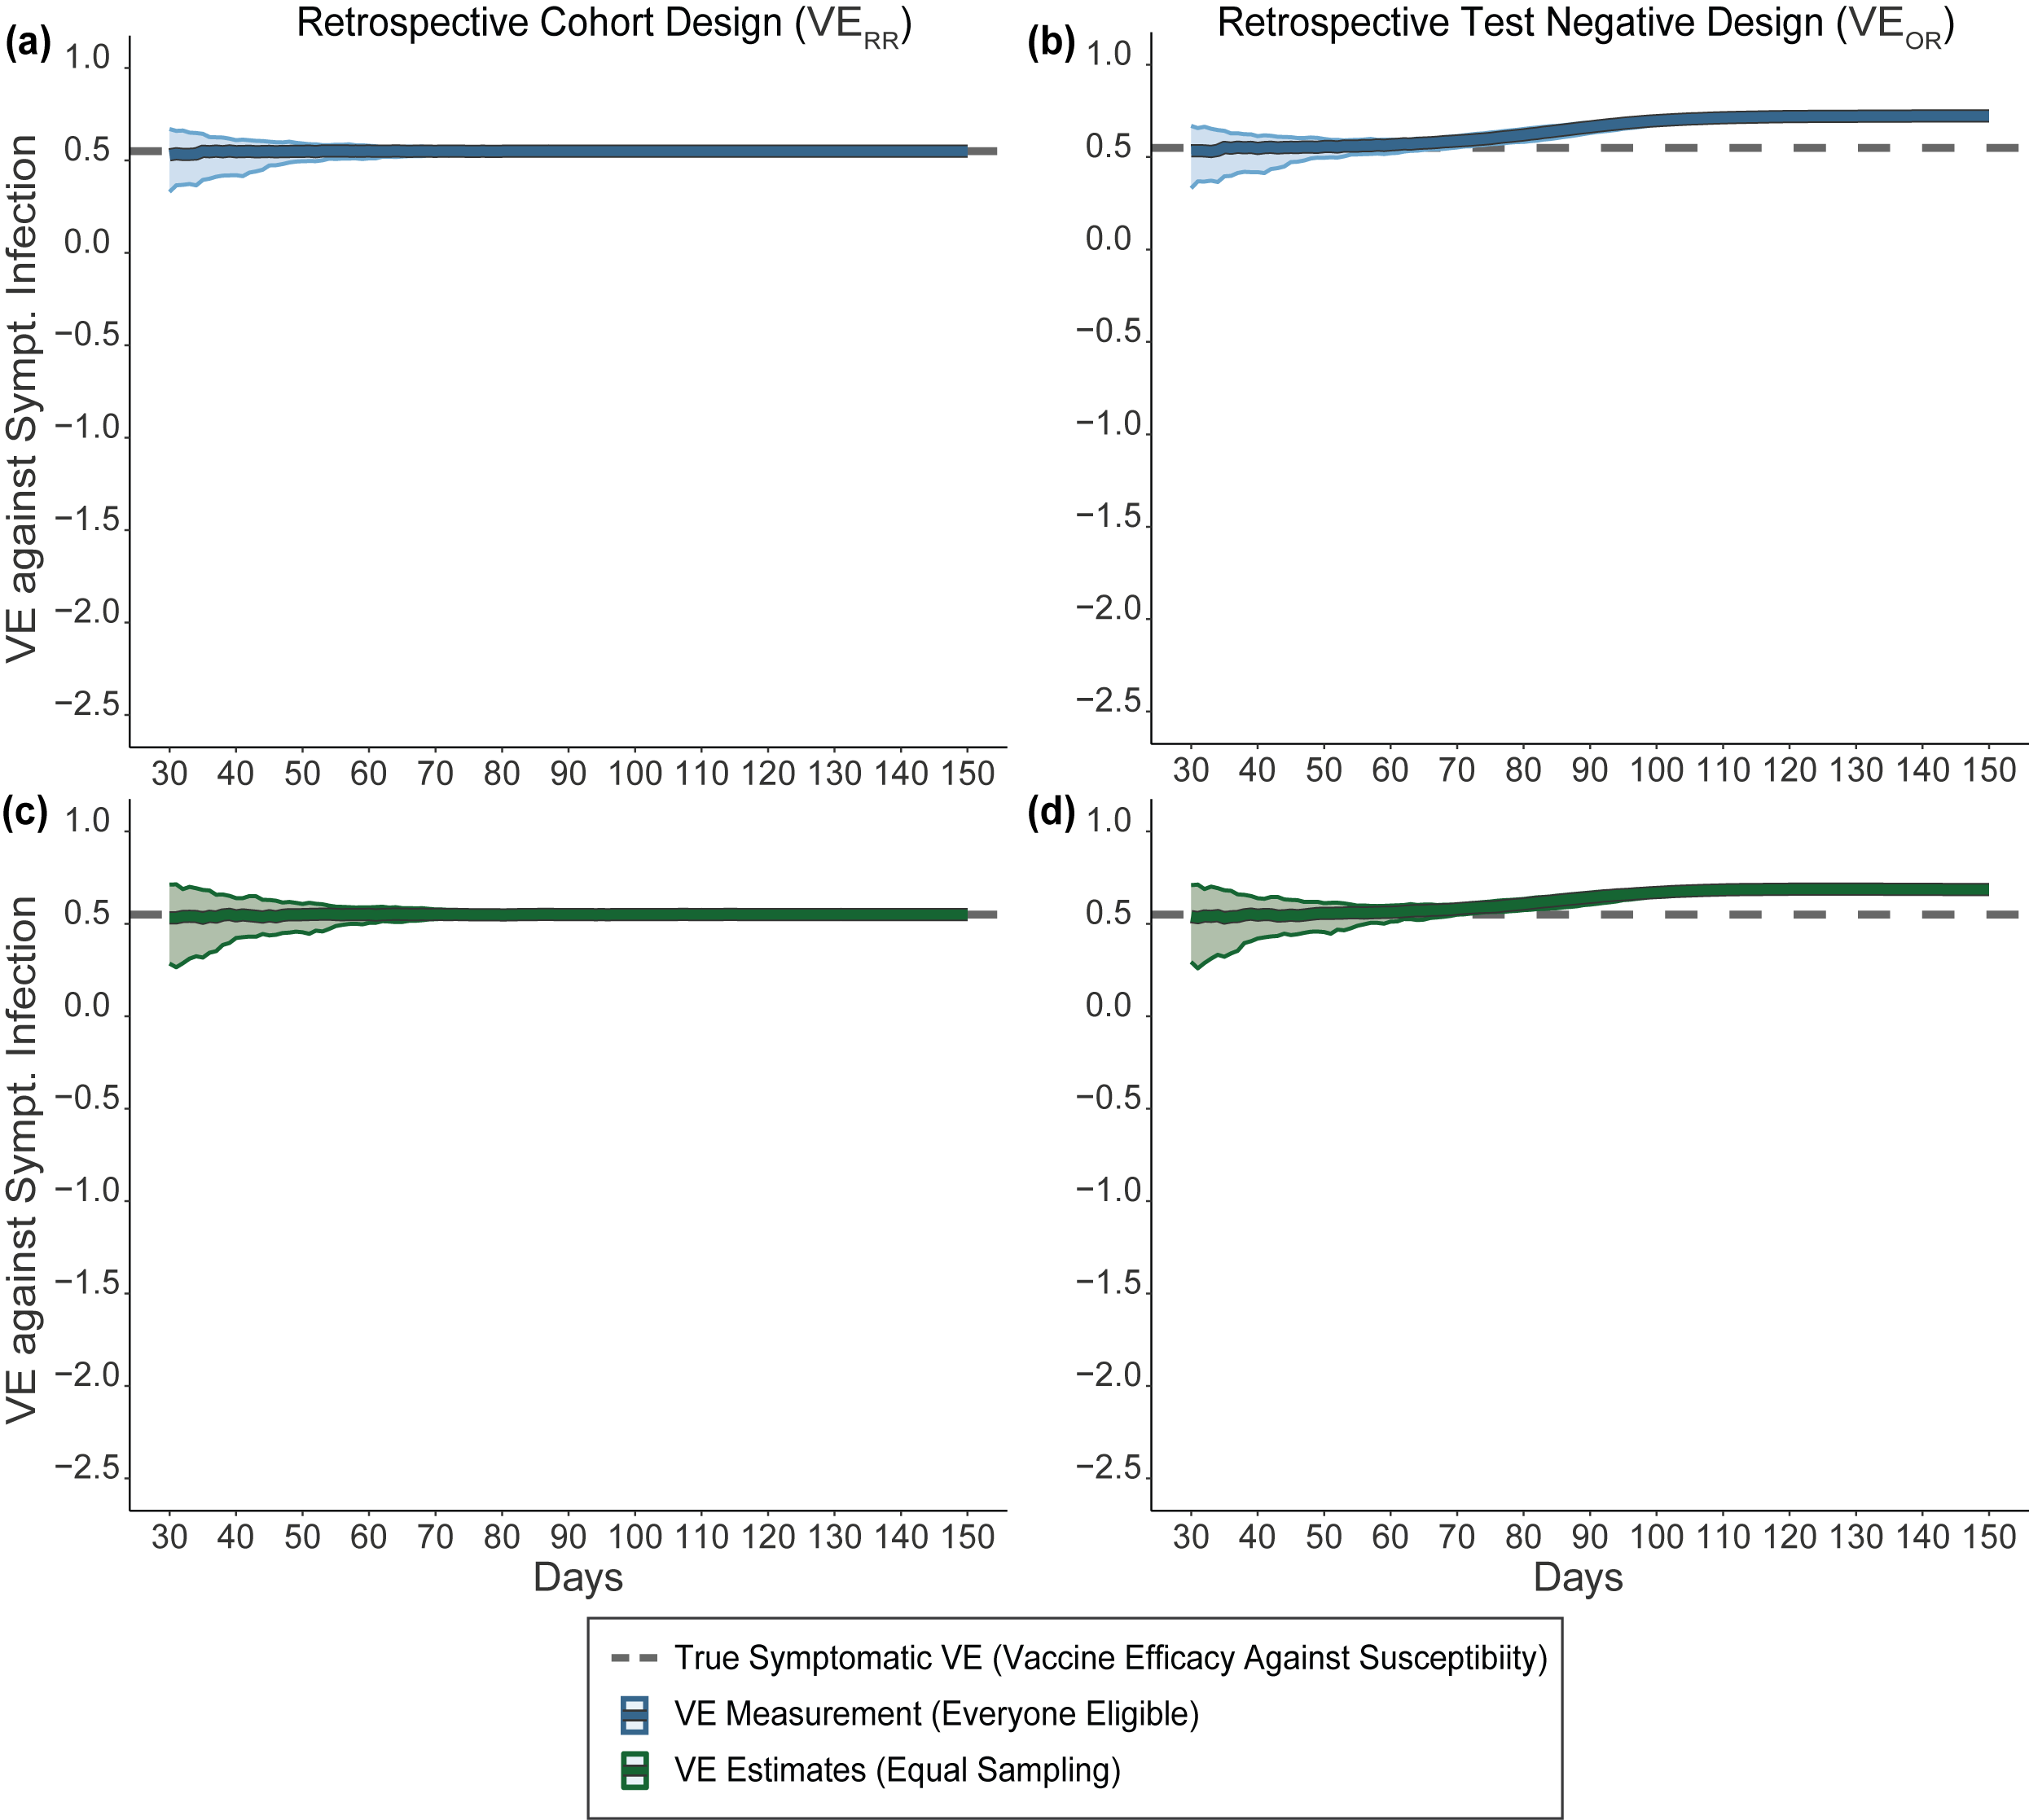 Retrospective Cohort Design (VERR)
Retrospective Test Negative Design (VEOR)
(a)
VE against Sympt. Infection
1.0
0.5
0.0
−0.5
−1.0
−1.5
−2.0
−2.5
30 40 50 60 70 80 90 100 110 120 130 140 150
(b)
1.0
0.5
0.0
−0.5
−1.0
−1.5
−2.0
−2.5
30 40 50 60 70 80 90 100 110 120 130 140 150
(c)
VE against Sympt. Infection
1.0
0.5
0.0
−0.5
−1.0
−1.5
−2.0
−2.5
30 40 50 60 70 80 90 100 110 120 130 140 150
Days
(d)
1.0
0.5
0.0
−0.5
−1.0
−1.5
−2.0
−2.5
30 40 50 60 70 80 90 100 110 120 130 140 150
Days
True Symptomatic VE (Vaccine Efficacy Against Susceptibiity)
VE Measurement (Everyone Eligible)
VE Estimates (Equal Sampling)